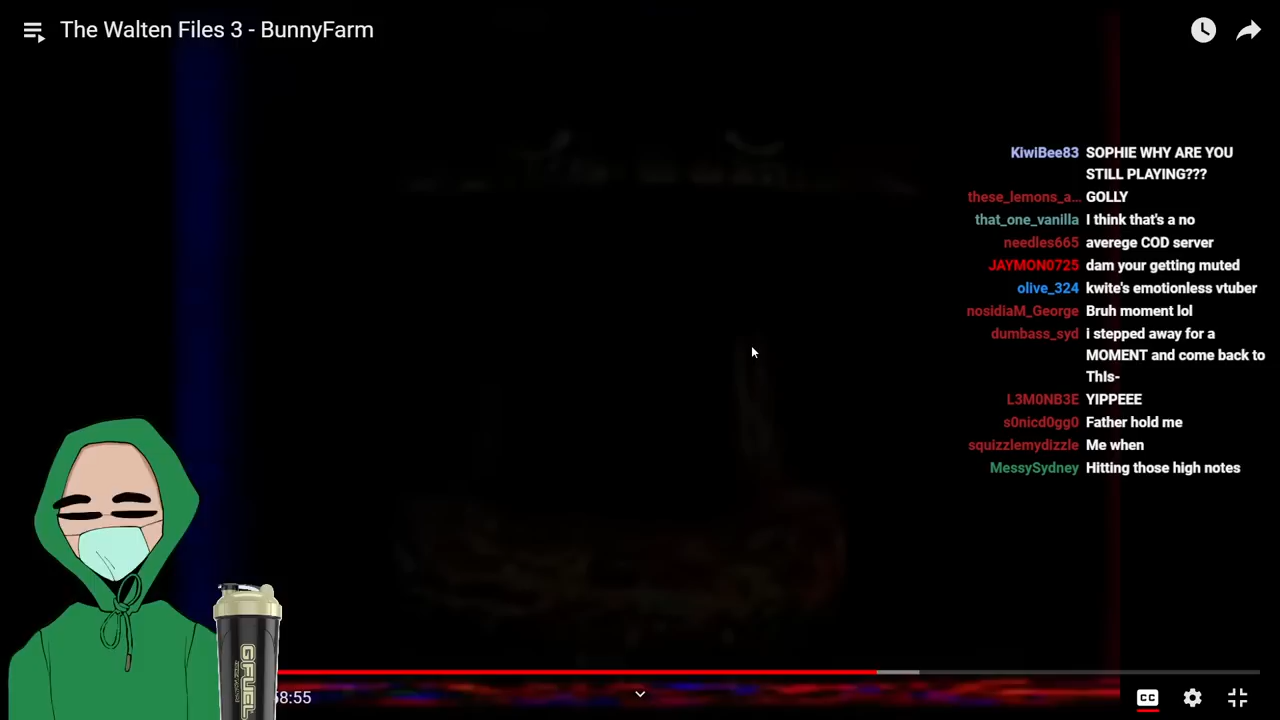 The Walten Files 3 - BunnyFarm
KiwiBee83 SOPHIE WHY ARE YOU
STILL PLAYING???
these_lemons_a... GOLLY
that_one_vanilla I think that's a no
needles665 averege COD server
JAYMON0725 dam your getting muted
olive_324 kwite's emotionless vtuber
nosidiaM_George Bruh moment lol
dumbass_syd i stepped away for a
MOMENT and come back to
ThIs-
L3M0NB3E YIPPEEE
s0nicd0gg0 Father hold me
squizzlemydizzle Me when
MessySydney Hitting those high notes
GFUEL
8:55
CC